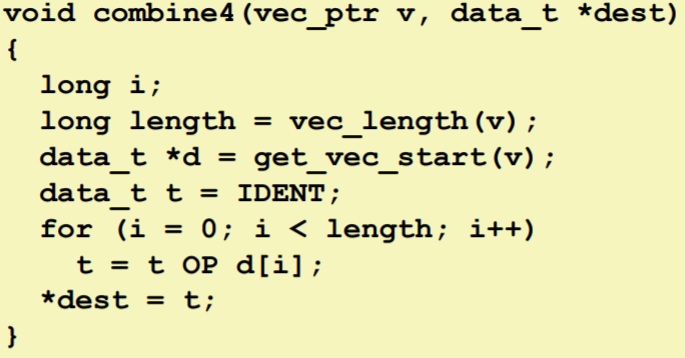 void combine4(vec_ptr v, data_t *dest)
{
  long i;
  long length = vec_length(v);
  data_t *d = get_vec_start(v);
  data_t t = IDENT;
  for (i = 0; i < length; i++)
    t = t OP d[i];
  *dest = t;
}